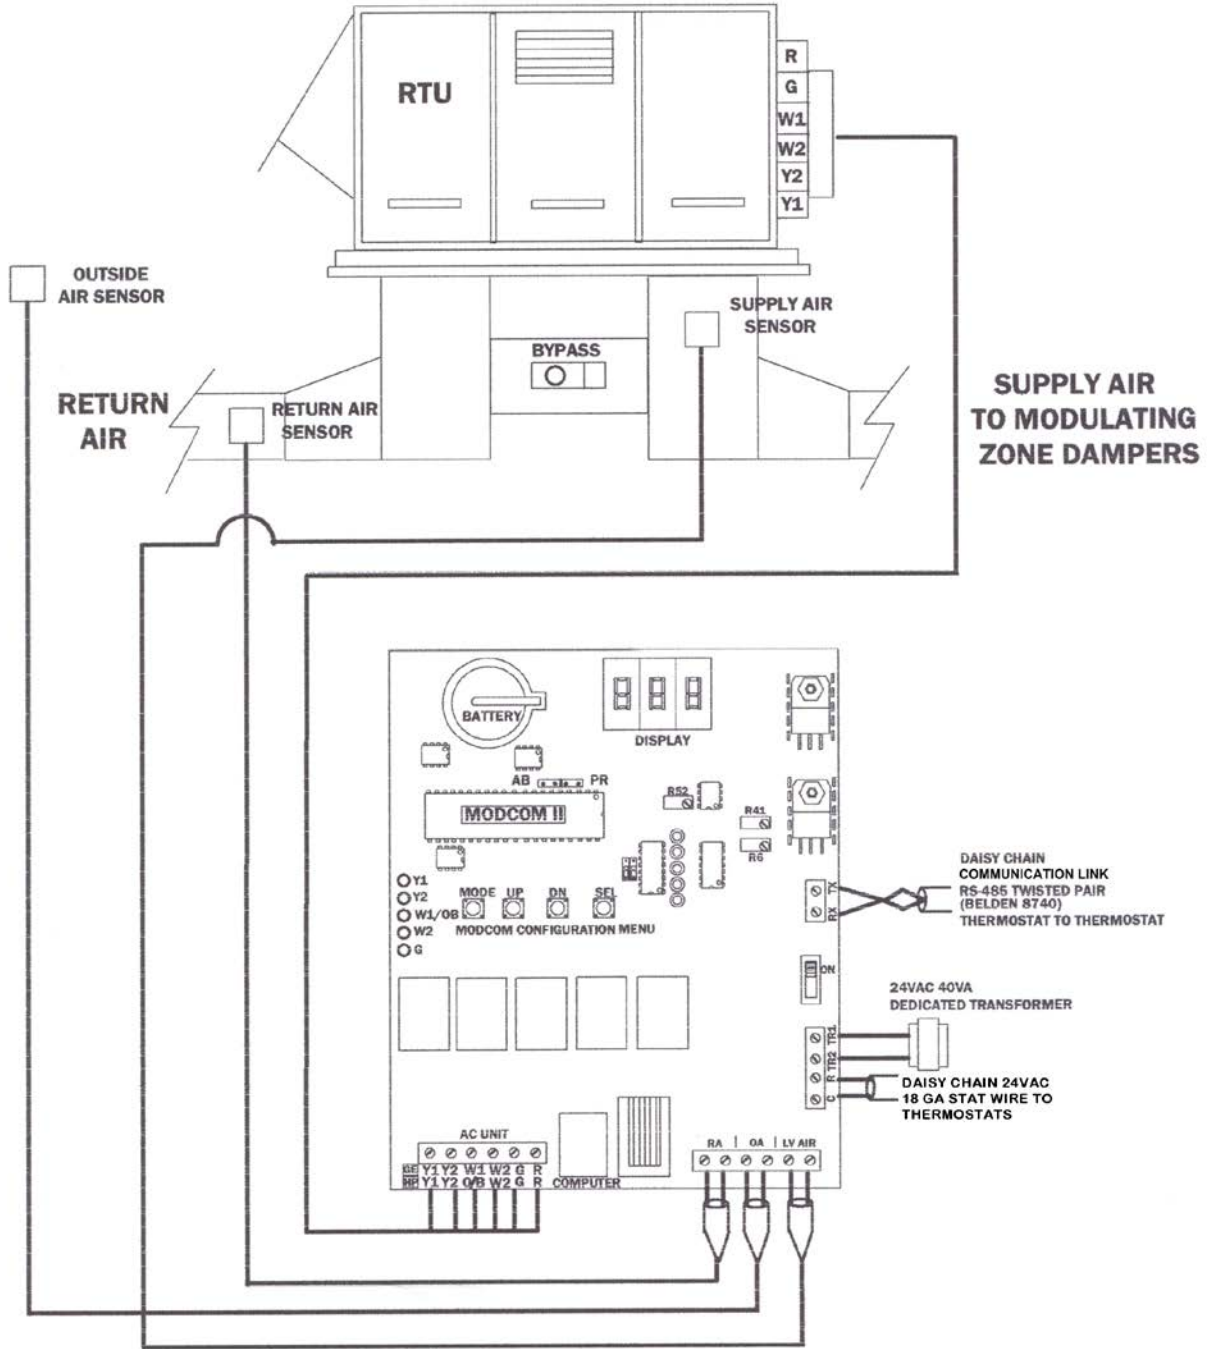 RTU
R
G
W1
W2
Y2
Y1
OUTSIDE
AIR SENSOR
SUPPLY AIR
SENSOR
BYPASS
RETURN
AIR
RETURN AIR
SENSOR
SUPPLY AIR
TO MODULATING
ZONE DAMPERS
BATTERY
DISPLAY
AB PR
MODCOM II
R52
R41
R6
Y1
Y2
W1/OB
W2
G
MODE UP DN SEL
MODCOM CONFIGURATION MENU
TX
RX
DAISY CHAIN
COMMUNICATION LINK
RS-485 TWISTED PAIR
(BELDEN 8740)
THERMOSTAT TO THERMOSTAT
ON
24VAC 40VA
DEDICATED TRANSFORMER
TR1
TR2
R
C
DAISY CHAIN 24VAC
18 GA STAT WIRE TO
THERMOSTATS
AC UNIT
GE Y1 Y2 W1 W2 G R
HP Y1 Y2 O/B W2 G R
COMPUTER
RA OA LV AIR